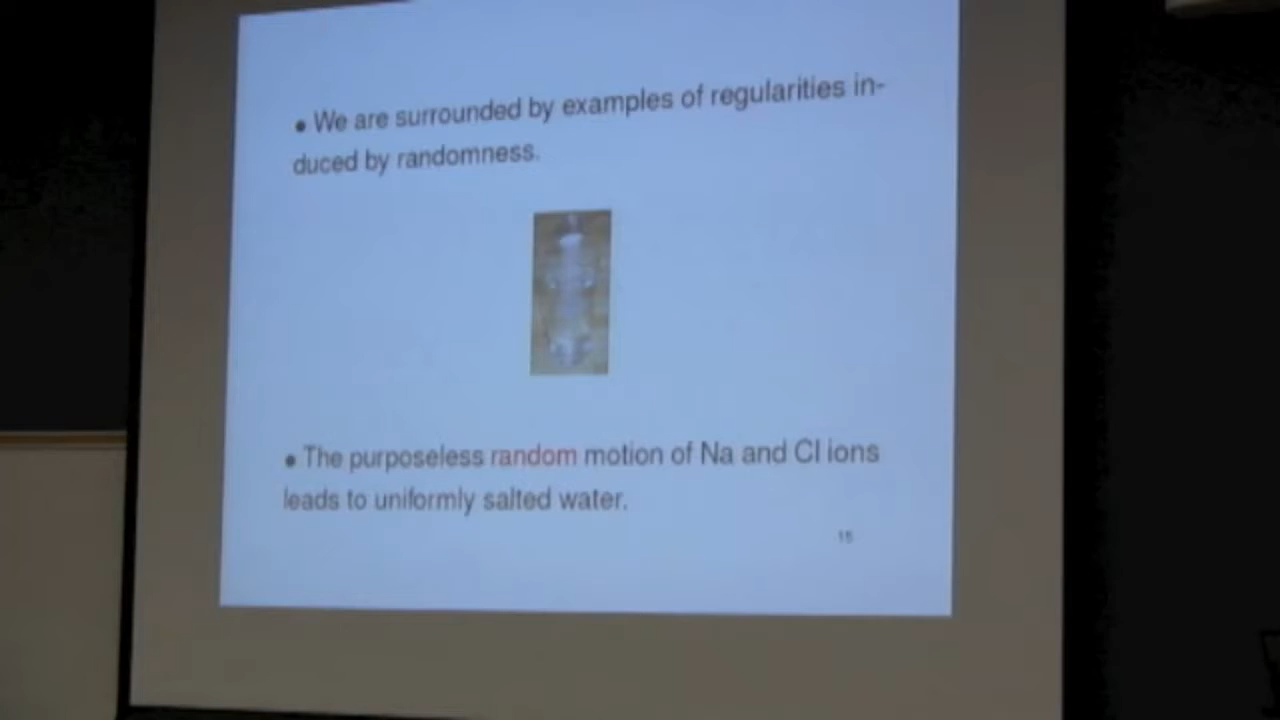 • We are surrounded by examples of regularities in-
duced by randomness.
• The purposeless random motion of Na and Cl ions
leads to uniformly salted water.
15